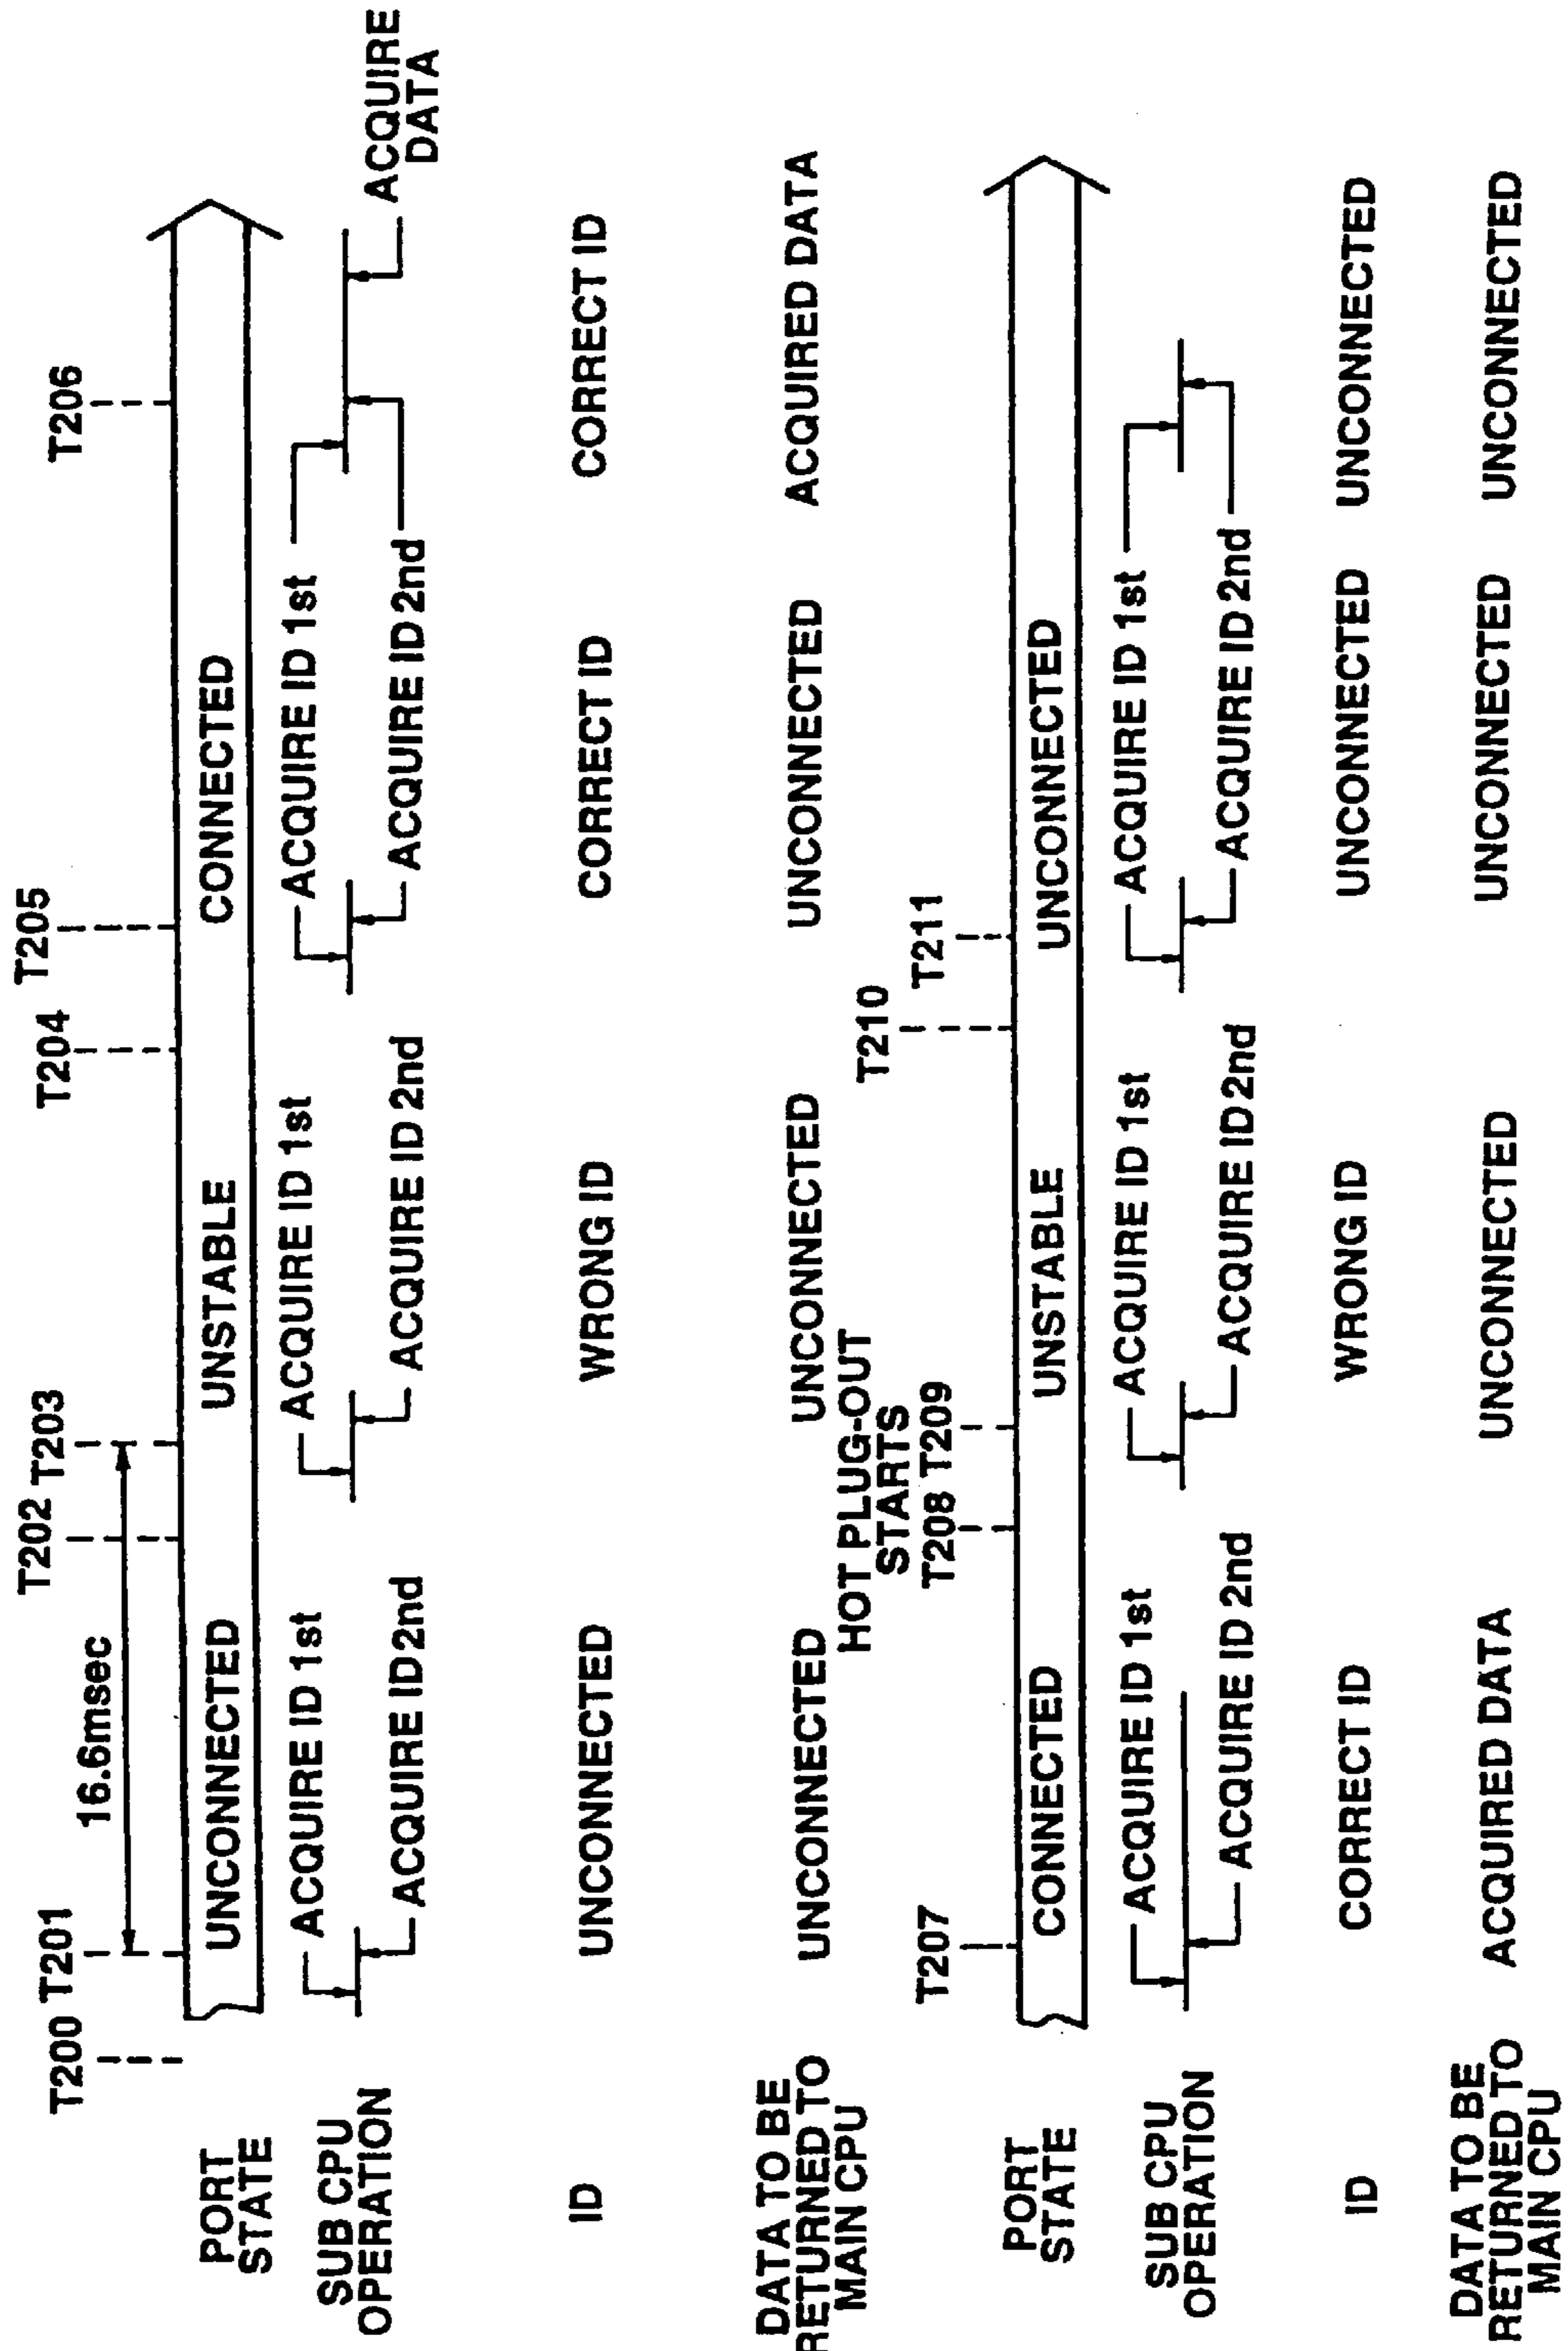 T200
T201
16.6msec
T202
T203
T204
T205
T206
PORT
STATE
UNCONNECTED
UNSTABLE
CONNECTED
SUB CPU
OPERATION
ACQUIRE ID 1st
ACQUIRE ID 2nd
ACQUIRE ID 1st
ACQUIRE ID 2nd
ACQUIRE ID 1st
ACQUIRE ID 2nd
ACQUIRE
DATA
ID
UNCONNECTED
WRONG ID
CORRECT ID
CORRECT ID
DATA TO BE
RETURNED TO
MAIN CPU
UNCONNECTED
UNCONNECTED
UNCONNECTED
ACQUIRED DATA
HOT PLUG-OUT
STARTS
T207
T208
T209
T210
T211
PORT
STATE
CONNECTED
UNSTABLE
UNCONNECTED
SUB CPU
OPERATION
ACQUIRE ID 1st
ACQUIRE ID 2nd
ACQUIRE ID 1st
ACQUIRE ID 2nd
ACQUIRE ID 1st
ACQUIRE ID 2nd
ID
CORRECT ID
WRONG ID
UNCONNECTED
UNCONNECTED
DATA TO BE
RETURNED TO
MAIN CPU
ACQUIRED DATA
UNCONNECTED
UNCONNECTED
UNCONNECTED